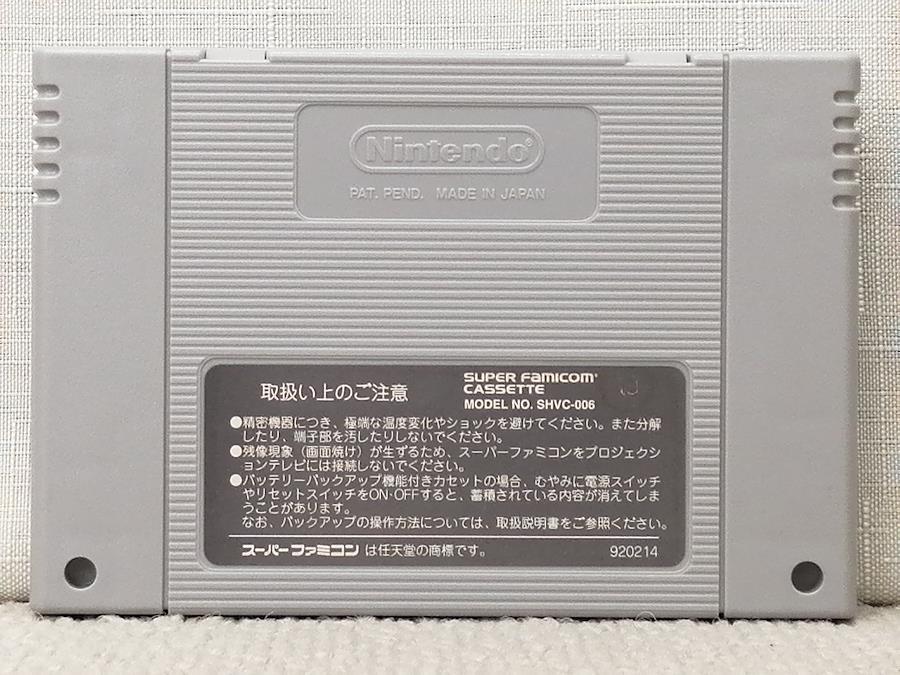 Nintendo®
PAT. PEND. MADE IN JAPAN
取扱い上のご注意
SUPER FAMICOM®
CASSETTE
MODEL NO. SHVC-006
●精密機器につき、極端な温度変化やショックを避けてください。また分解
したり、端子部を汚したりしないでください。
●残像現象（画面焼け）が生ずるため、スーパーファミコンをプロジェクシ
ョンテレビには接続しないでください。
●バッテリーバックアップ機能付きカセットの場合、むやみに電源スイッチ
やリセットスイッチをON・OFFすると、蓄積されている内容が消えてしま
うことがあります。
なお、バックアップの操作方法については、取扱説明書をご参照ください。
スーパーファミコン は任天堂の商標です。
920214